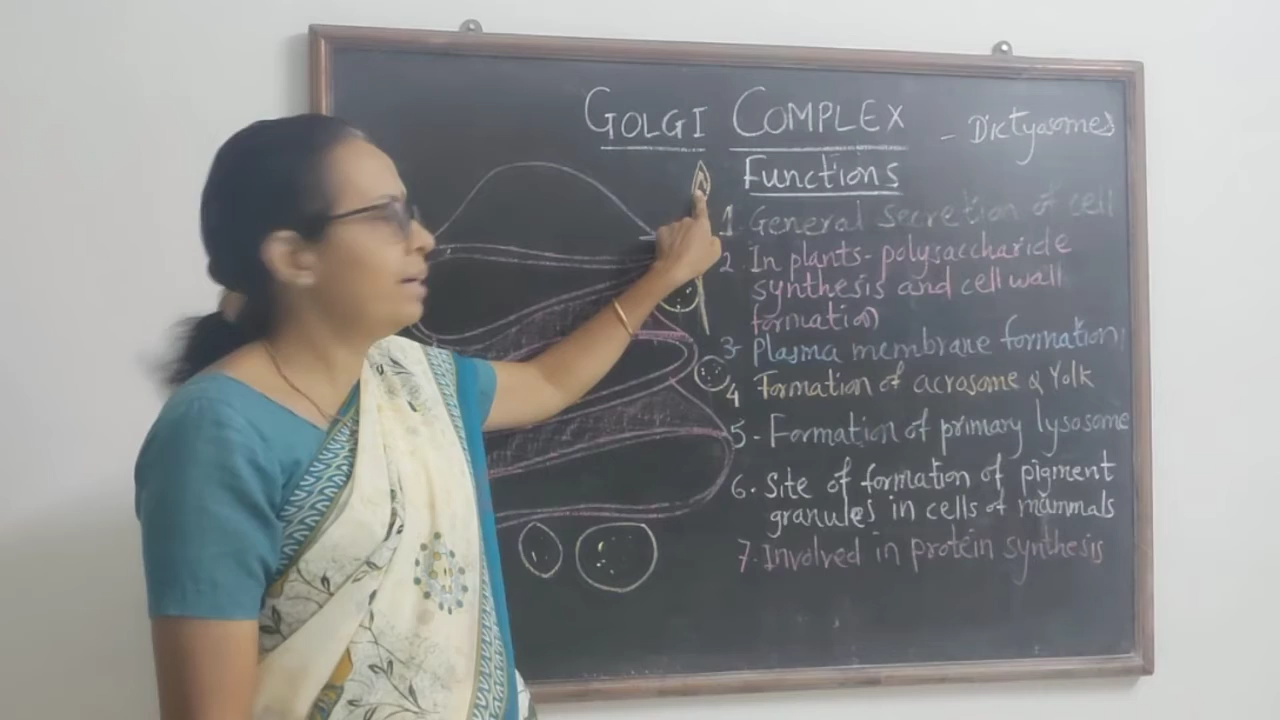 GOLGI COMPLEX - Dictyosomes
Functions
1. General secretion of cell
2. In plants - polysaccharide
synthesis and cell wall
formation
3- Plasma membrane formation
4 Formation of acrosome & Yolk
5- Formation of primary lysosome
6. Site of formation of pigment
granules in cells of mammals
7. Involved in protein synthesis